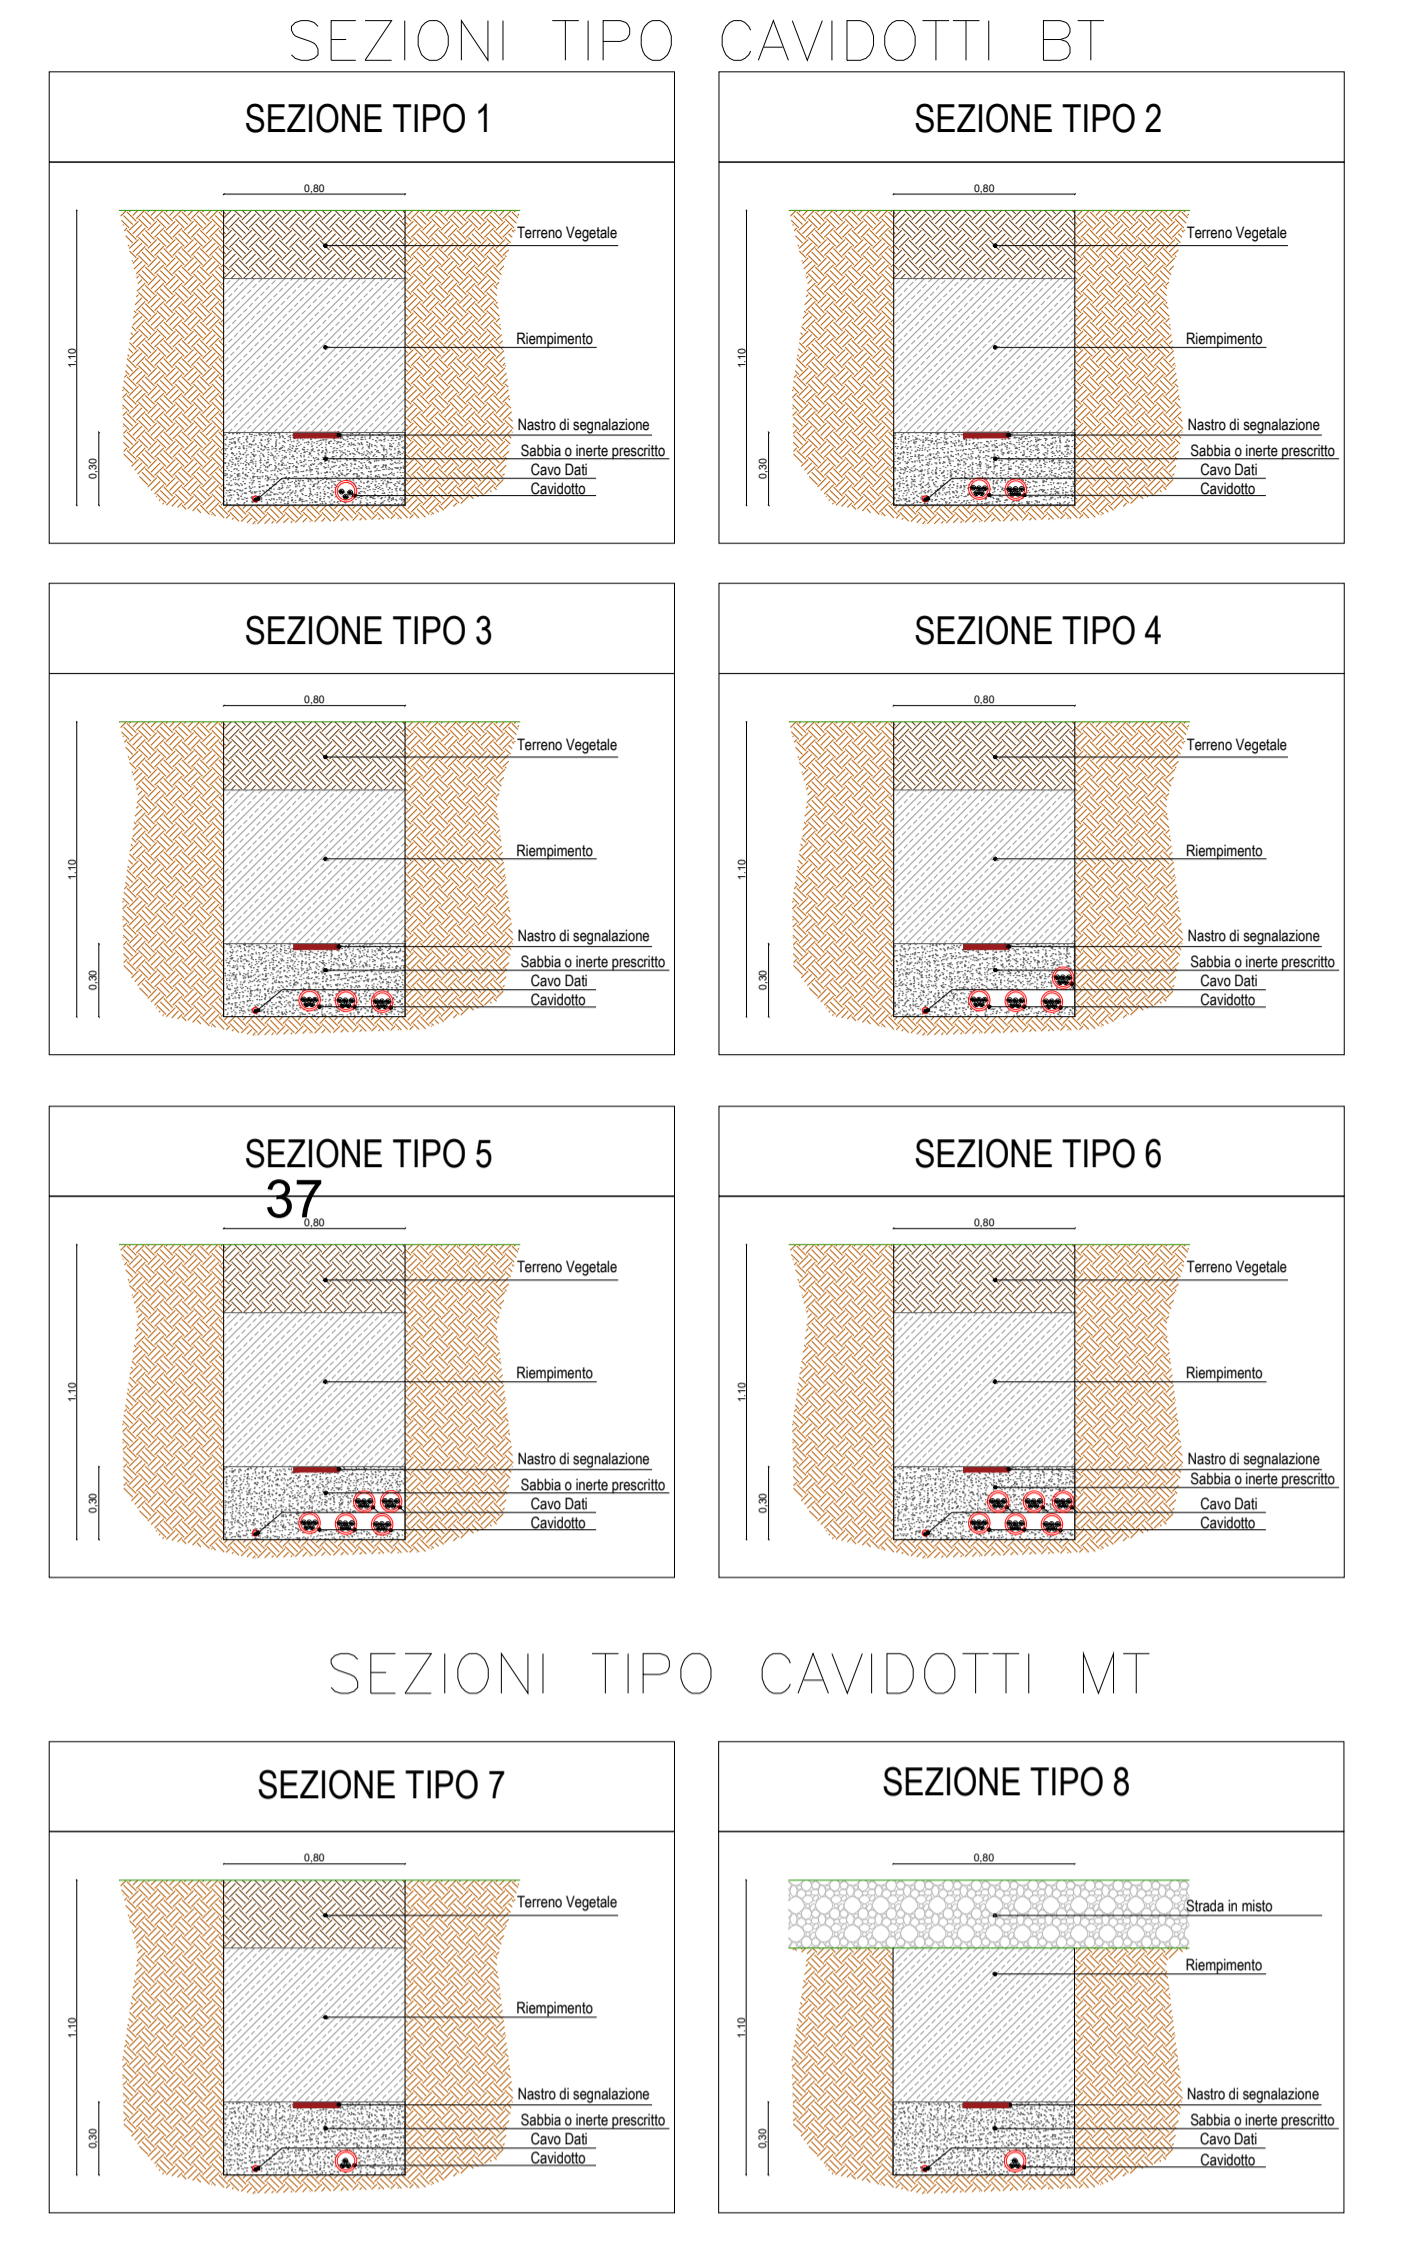 SEZIONI TIPO CAVIDOTTI BT
SEZIONE TIPO 1
0,80
Terreno Vegetale
Riempimento
1.10
Nastro di segnalazione
Sabbia o inerte prescritto
0.30
Cavo Dati
Cavidotto
SEZIONE TIPO 2
0,80
Terreno Vegetale
Riempimento
1.10
Nastro di segnalazione
Sabbia o inerte prescritto
0.30
Cavo Dati
Cavidotto
SEZIONE TIPO 3
0,80
Terreno Vegetale
Riempimento
1.10
Nastro di segnalazione
Sabbia o inerte prescritto
0.30
Cavo Dati
Cavidotto
SEZIONE TIPO 4
0,80
Terreno Vegetale
Riempimento
1.10
Nastro di segnalazione
Sabbia o inerte prescritto
0.30
Cavo Dati
Cavidotto
SEZIONE TIPO 5
37
0,80
Terreno Vegetale
Riempimento
1.10
Nastro di segnalazione
Sabbia o inerte prescritto
0.30
Cavo Dati
Cavidotto
SEZIONE TIPO 6
0,80
Terreno Vegetale
Riempimento
1.10
Nastro di segnalazione
Sabbia o inerte prescritto
0.30
Cavo Dati
Cavidotto
SEZIONI TIPO CAVIDOTTI MT
SEZIONE TIPO 7
0,80
Terreno Vegetale
Riempimento
1.10
Nastro di segnalazione
Sabbia o inerte prescritto
0.30
Cavo Dati
Cavidotto
SEZIONE TIPO 8
0,80
Strada in misto
Riempimento
1.10
Nastro di segnalazione
Sabbia o inerte prescritto
0.30
Cavo Dati
Cavidotto